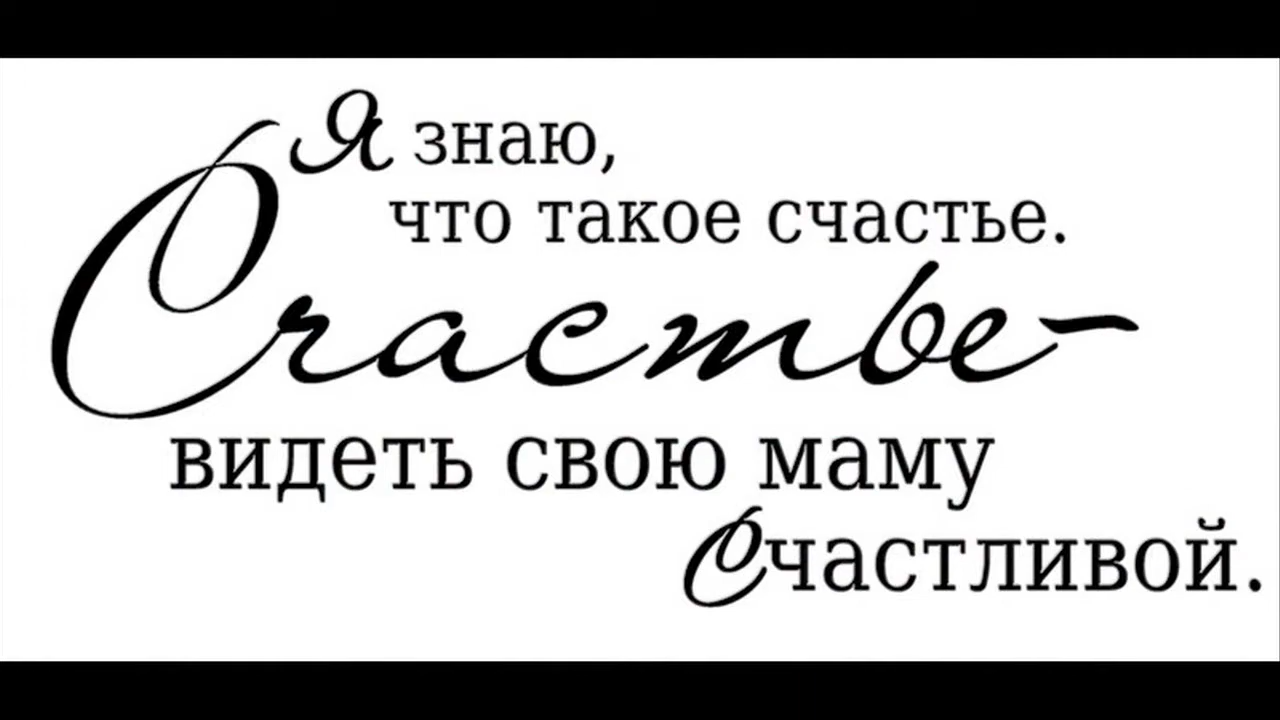 Я знаю,
что такое счастье.
Счастье-
видеть свою маму
Счастливой.